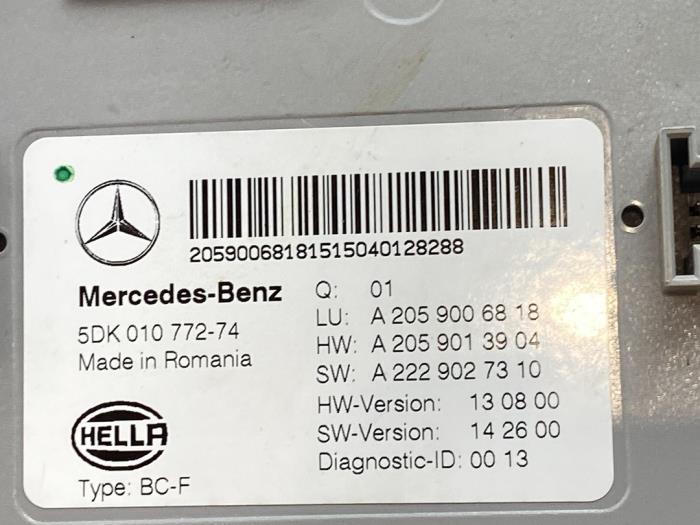 20590068181515040128288
Mercedes-Benz
5DK 010 772-74
Made in Romania
HELLA
Type: BC-F
Q: 01
LU: A 205 900 68 18
HW: A 205 901 39 04
SW: A 222 902 73 10
HW-Version: 13 08 00
SW-Version: 14 26 00
Diagnostic-ID: 00 13